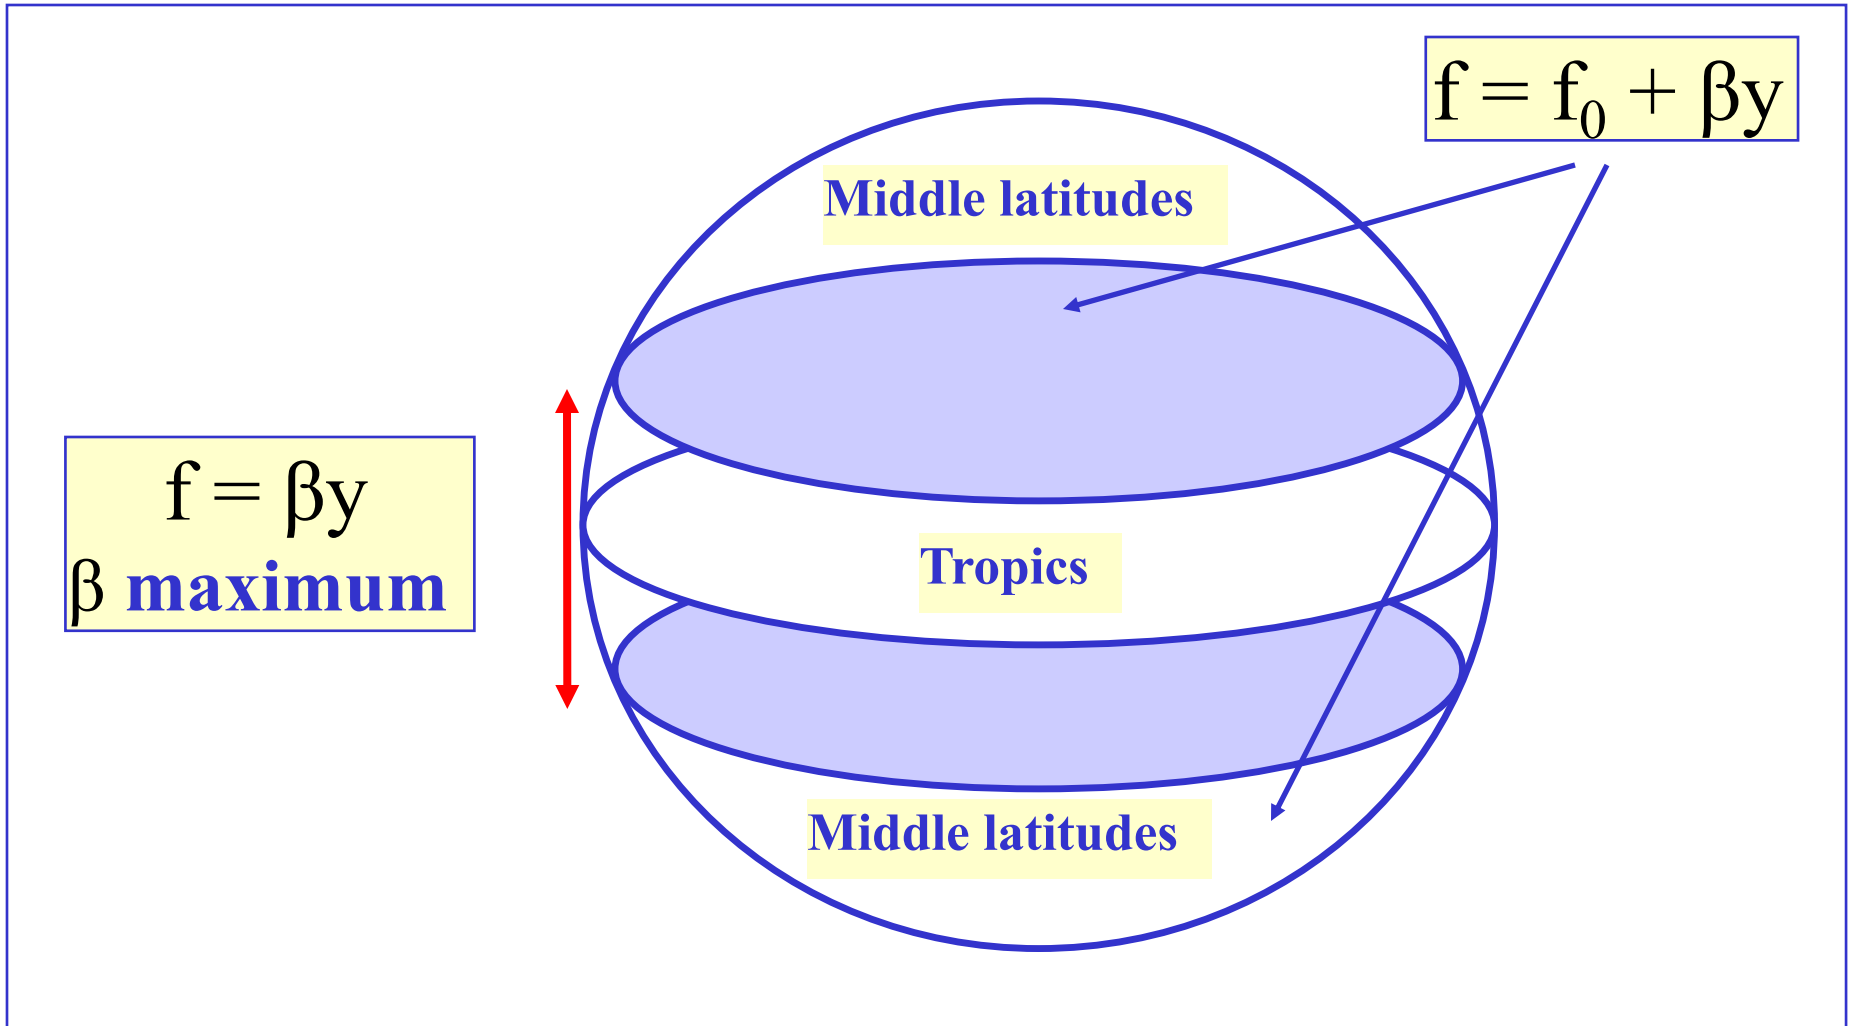 f = f₀ + βy
Middle latitudes
f = βy
β maximum
Tropics
Middle latitudes